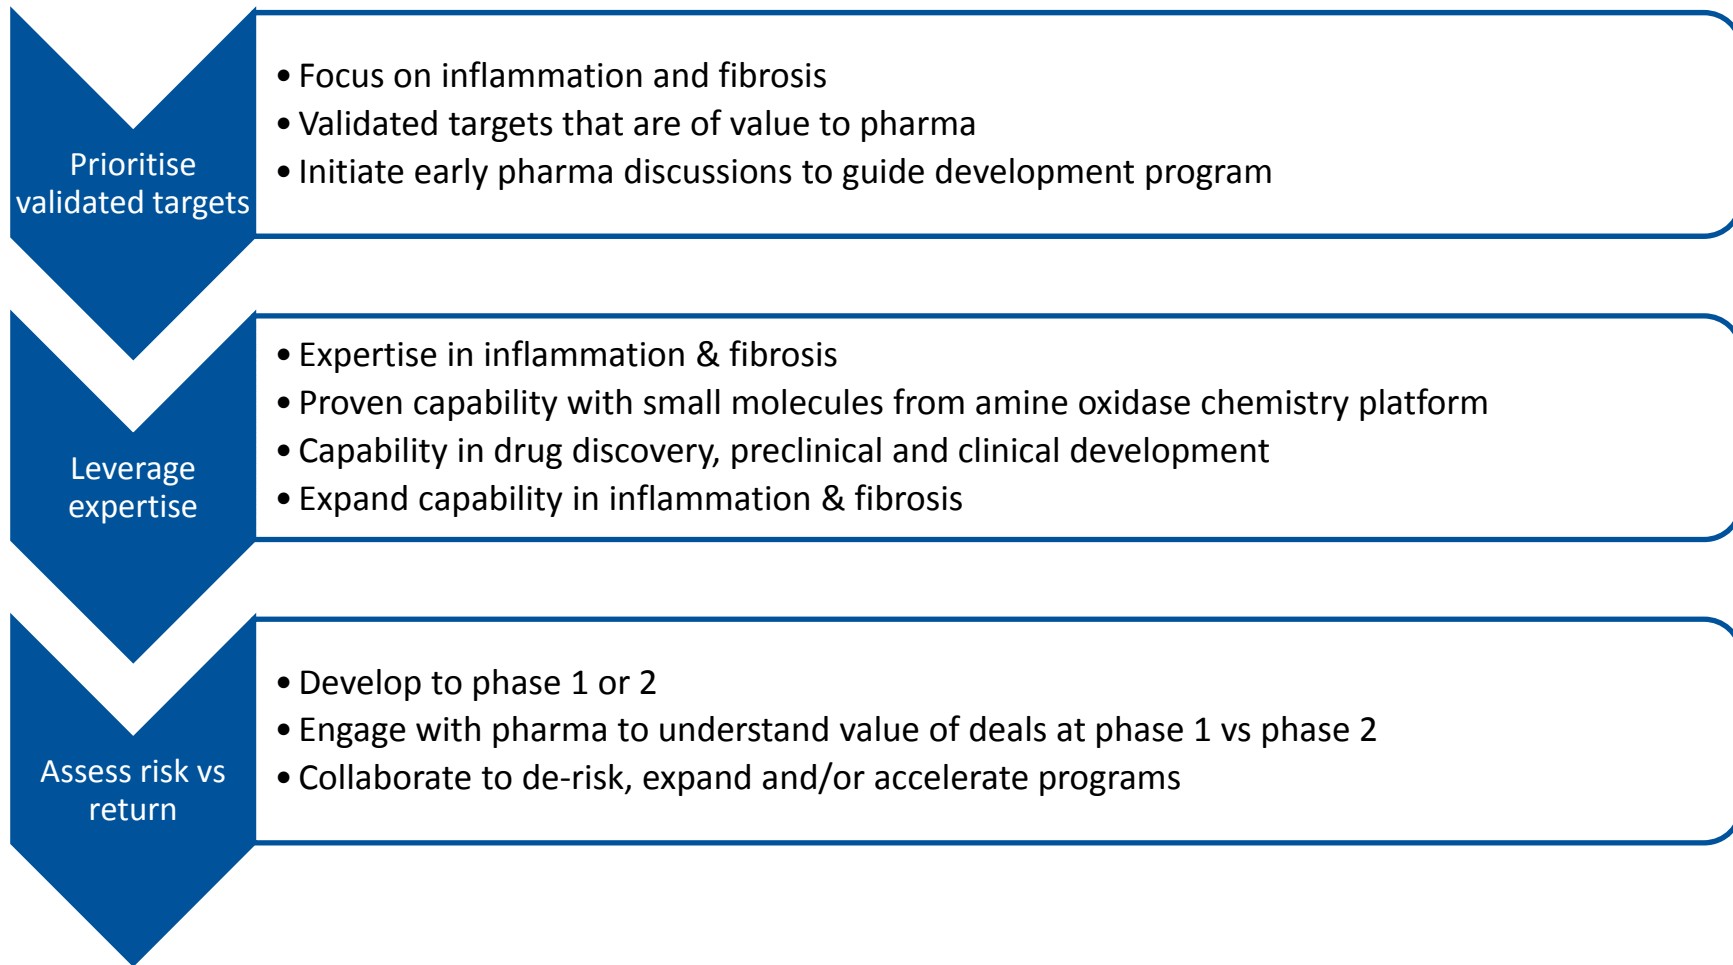 Prioritise
validated targets
• Focus on inflammation and fibrosis
• Validated targets that are of value to pharma
• Initiate early pharma discussions to guide development program
Leverage
expertise
• Expertise in inflammation & fibrosis
• Proven capability with small molecules from amine oxidase chemistry platform
• Capability in drug discovery, preclinical and clinical development
• Expand capability in inflammation & fibrosis
Assess risk vs
return
• Develop to phase 1 or 2
• Engage with pharma to understand value of deals at phase 1 vs phase 2
• Collaborate to de-risk, expand and/or accelerate programs